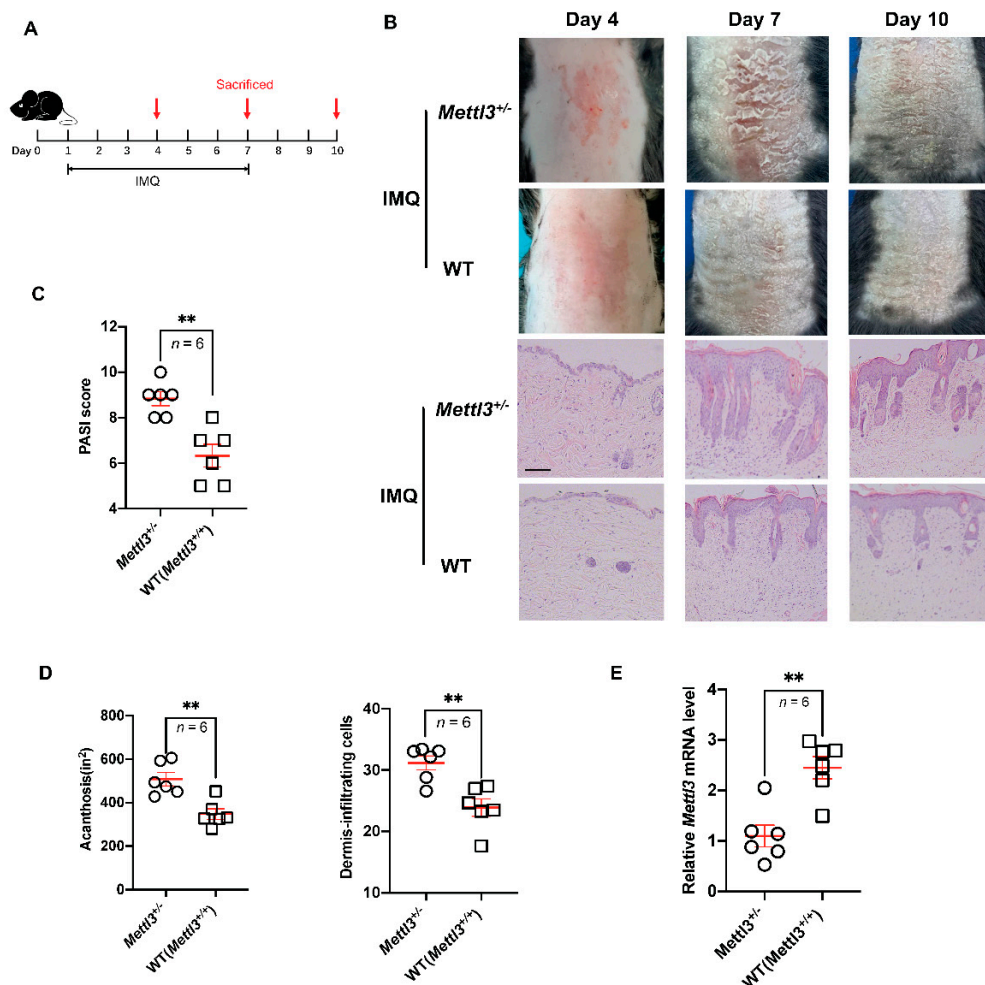 A
Sacrificed
Day 0 1 2 3 4 5 6 7 8 9 10
IMQ
B
Day 4 Day 7 Day 10
Mettl3+/-
IMQ
WT
Mettl3+/-
IMQ
WT
C
**
n = 6
12
10
8
6
4
PASI score
Mettl3+/-
WT(Mettl3+/+)
D
**
n = 6
800
600
400
200
0
Acanthosis(in²)
Mettl3+/-
WT(Mettl3+/+)
**
n = 6
40
30
20
10
Dermis-infiltrating cells
Mettl3+/-
WT(Mettl3+/+)
E
**
n = 6
4
3
2
1
0
Relative Mettl3 mRNA level
Mettl3+/-
WT(Mettl3+/+)